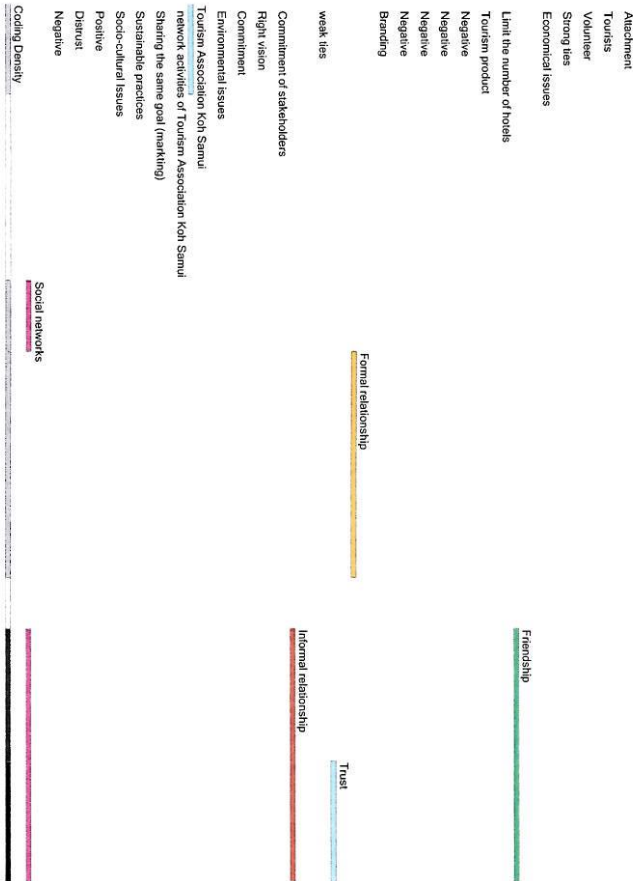 Attachment
Tourists
Volunteer
Strong ties
Economical issues
Friendship
Limit the number of hotels
Tourism product
Negative
Negative
Negative
Negative
Branding
Formal relationship
Trust
weak ties
Informal relationship
Commitment of stakeholders
Right vision
Commitment
Environmental issues
Tourism Association Koh Samui
network activities of Tourism Association Koh Samui
Sharing the same goal (markting)
Sustainable practices
Socio-cultural Issues
Positive
Distrust
Negative
Social networks
Coding Density